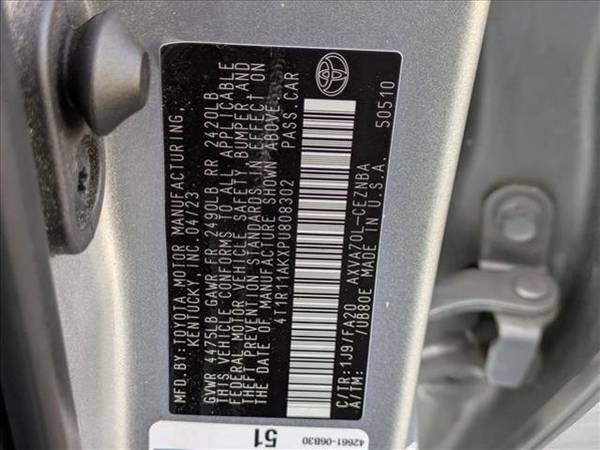 MFD.BY: TOYOTA MOTOR MANUFACTURING,
KENTUCKY, INC. 04/23
GVWR 4475LB GAWR FR 2490LB RR 2420LB
THIS VEHICLE CONFORMS TO ALL APPLICABLE
FEDERAL MOTOR VEHICLE SAFETY, BUMPER AND
THEFT PREVENTION STANDARDS IN EFFECT ON
THE DATE OF MANUFACTURE SHOWN ABOVE.
4T1R11AKXPU808302 PASS.CAR
C/TR:1J9/FA20 AXVA70L-CEZNBA
A/TM: /UB80E MADE IN U.S.A.
50510
42661-06B30
51